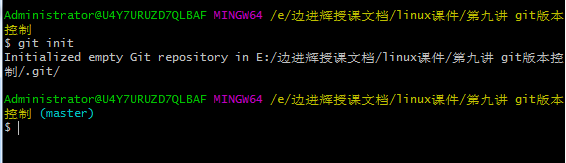 Administrator@U4Y7URUZD7QLBAF MINGW64 /e/边进辉授课文档/linux课件/第九讲 git版本
控制
$ git init
Initialized empty Git repository in E:/边进辉授课文档/linux课件/第九讲 git版本控
制/.git/
Administrator@U4Y7URUZD7QLBAF MINGW64 /e/边进辉授课文档/linux课件/第九讲 git版本
控制 (master)
$